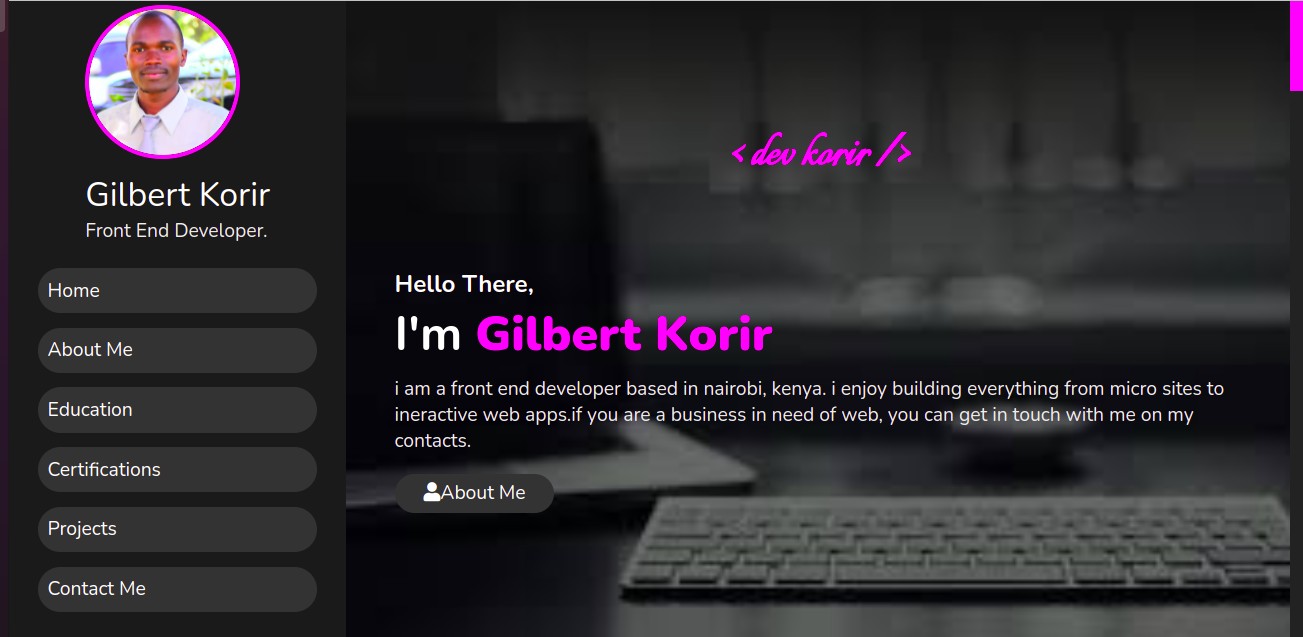 Gilbert Korir
Front End Developer.
Home
About Me
Education
Certifications
Projects
Contact Me
< dev korir />
Hello There,
I'm Gilbert Korir
i am a front end developer based in nairobi, kenya. i enjoy building everything from micro sites to
ineractive web apps.if you are a business in need of web, you can get in touch with me on my
contacts.
About Me